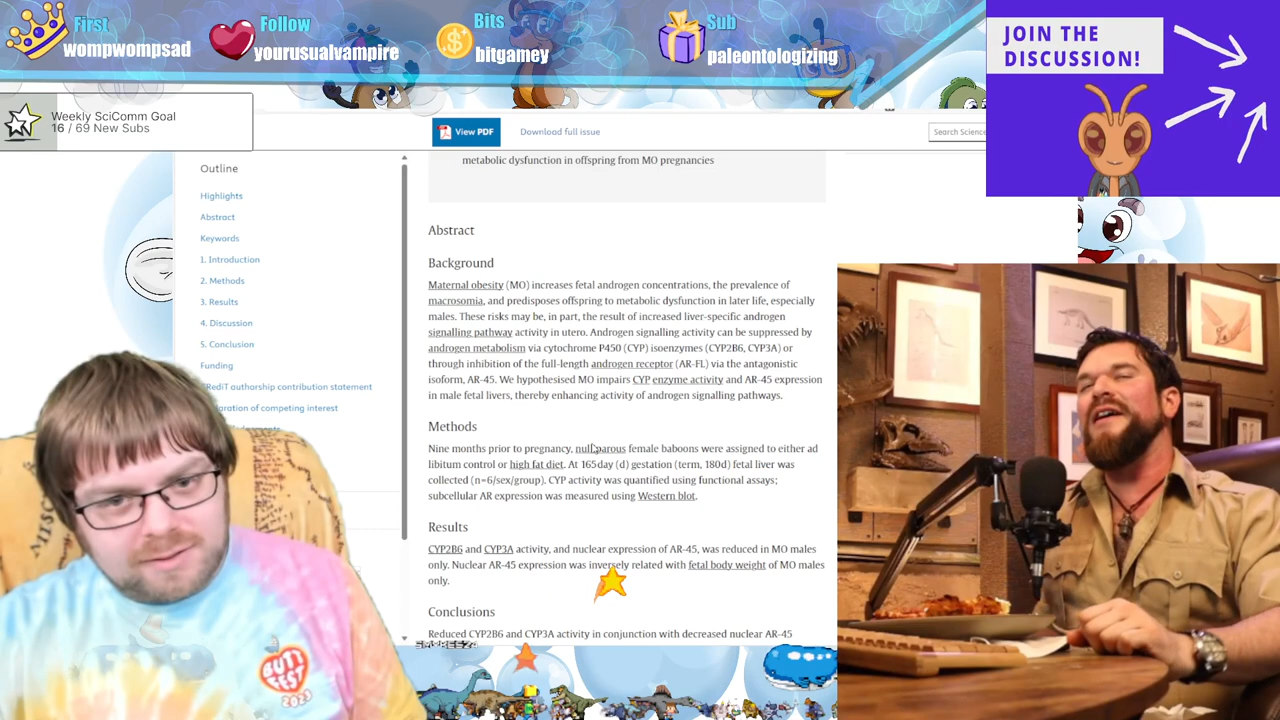 First
wompwompsad
Follow
yourusualvampire
Bits
bitgamey
Sub
paleontologizing
JOIN THE
DISCUSSION!
Weekly SciComm Goal
16 / 69 New Subs
View PDF
Download full issue
Search Science
Outline
Highlights
Abstract
Keywords
1. Introduction
2. Methods
3. Results
4. Discussion
5. Conclusion
Funding
RediT authorship contribution statement
laration of competing interest
metabolic dysfunction in offspring from MO pregnancies
Abstract
Background
Maternal obesity (MO) increases fetal androgen concentrations, the prevalence of
macrosomia, and predisposes offspring to metabolic dysfunction in later life, especially
males. These risks may be, in part, the result of increased liver-specific androgen
signalling pathway activity in utero. Androgen signalling activity can be suppressed by
androgen metabolism via cytochrome P450 (CYP) isoenzymes (CYP2B6, CYP3A) or
through inhibition of the full-length androgen receptor (AR-FL) via the antagonistic
isoform, AR-45. We hypothesised MO impairs CYP enzyme activity and AR-45 expression
in male fetal livers, thereby enhancing activity of androgen signalling pathways.
Methods
Nine months prior to pregnancy, nulliparous female baboons were assigned to either ad
libitum control or high fat diet. At 165day (d) gestation (term, 180d) fetal liver was
collected (n=6/sex/group). CYP activity was quantified using functional assays;
subcellular AR expression was measured using Western blot.
Results
CYP2B6 and CYP3A activity, and nuclear expression of AR-45, was reduced in MO males
only. Nuclear AR-45 expression was inversely related with fetal body weight of MO males
only.
Conclusions
Reduced CYP2B6 and CYP3A activity in conjunction with decreased nuclear AR-45
BUTT
FEST
2023